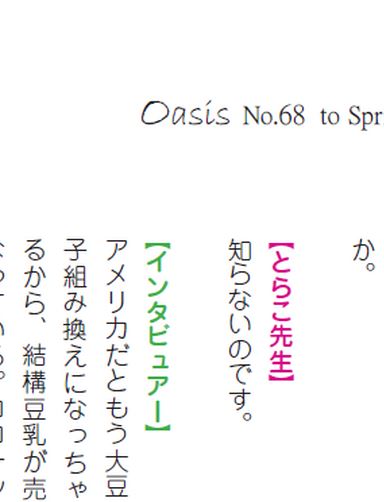 Oasis No.68 to Spr
か。
【とらこ先生】
知らないのです。
【インタビュアー】
アメリカだともう大豆
子組み換えになっちゃ
るから、結構豆乳が売